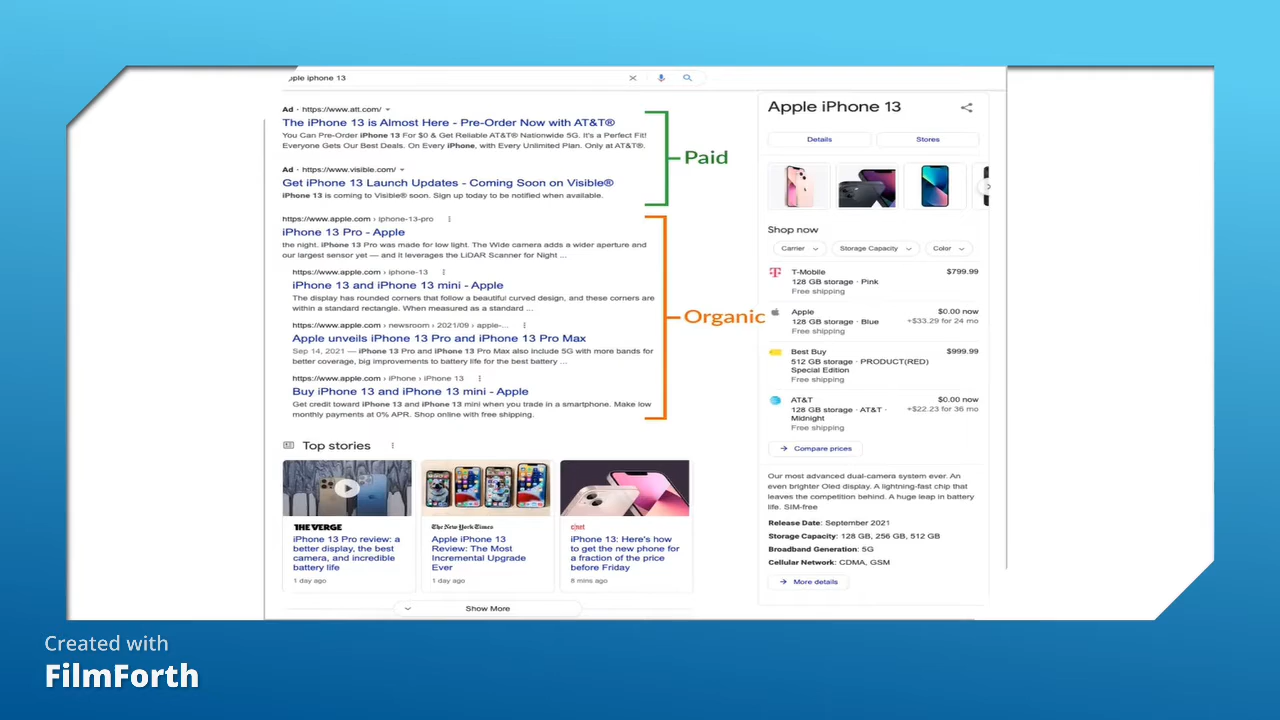 pple iphone 13
Ad · https://www.att.com/
The iPhone 13 is Almost Here - Pre-Order Now with AT&T®
You Can Pre-Order iPhone 13 For $0 & Get Reliable AT&T® Nationwide 5G. It's a Perfect Fit!
Everyone Gets Our Best Deals. On Every iPhone, with Every Unlimited Plan. Only at AT&T®.
Ad · https://www.visible.com/
Get iPhone 13 Launch Updates - Coming Soon on Visible®
iPhone 13 is coming to Visible® soon. Sign up today to be notified when available.
Paid
https://www.apple.com › iphone-13-pro
iPhone 13 Pro - Apple
the night. iPhone 13 Pro was made for low light. The Wide camera adds a wider aperture and
our largest sensor yet — and it leverages the LiDAR Scanner for Night ...
https://www.apple.com › iphone-13
iPhone 13 and iPhone 13 mini - Apple
The display has rounded corners that follow a beautiful curved design, and these corners are
within a standard rectangle. When measured as a standard ...
https://www.apple.com › newsroom › 2021/09 › apple-...
Apple unveils iPhone 13 Pro and iPhone 13 Pro Max
Sep 14, 2021 — iPhone 13 Pro and iPhone 13 Pro Max also include 5G with more bands for
better coverage, big improvements to battery life for the best battery ...
https://www.apple.com › iPhone › iPhone 13
Buy iPhone 13 and iPhone 13 mini - Apple
Get credit toward iPhone 13 and iPhone 13 mini when you trade in a smartphone. Make low
monthly payments at 0% APR. Shop online with free shipping.
Organic
Top stories
THE VERGE
iPhone 13 Pro review: a
better display, the best
camera, and incredible
battery life
1 day ago
The New York Times
Apple iPhone 13
Review: The Most
Incremental Upgrade
Ever
1 day ago
c|net
iPhone 13: Here's how
to get the new phone for
a fraction of the price
before Friday
8 mins ago
Show More
Apple iPhone 13
Details
Stores
Shop now
Carrier
Storage Capacity
Color
T-Mobile $799.99
128 GB storage · Pink
Free shipping
Apple $0.00 now
128 GB storage · Blue +$33.29 for 24 mo
Free shipping
Best Buy $999.99
512 GB storage · PRODUCT(RED)
Special Edition
Free shipping
AT&T $0.00 now
128 GB storage · AT&T · +$22.23 for 36 mo
Midnight
Free shipping
Compare prices
Our most advanced dual-camera system ever. An
even brighter Oled display. A lightning-fast chip that
leaves the competition behind. A huge leap in battery
life. SIM-free
Release Date: September 2021
Storage Capacity: 128 GB, 256 GB, 512 GB
Broadband Generation: 5G
Cellular Network: CDMA, GSM
More details
Created with
FilmForth